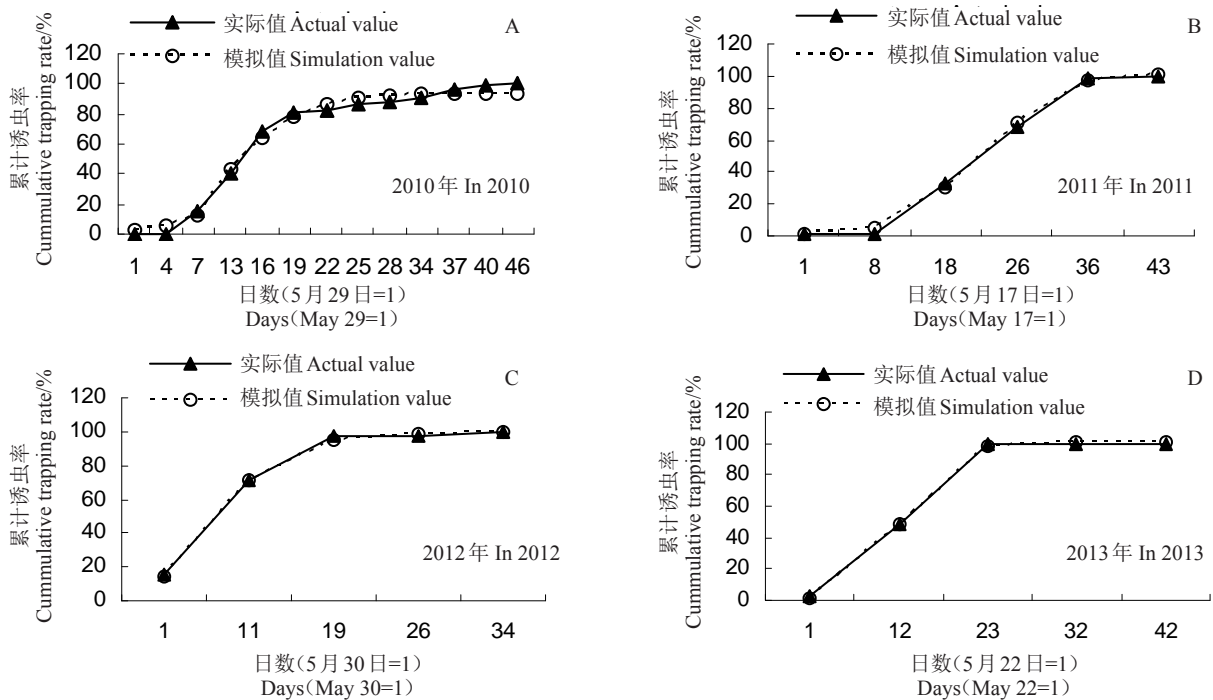 实际值 Actual value
模拟值 Simulation value
A
累计诱虫率
Cummulative trapping rate/%
120
100
80
60
40
20
0
2010年 In 2010
1 4 7 13 16 19 22 25 28 34 37 40 46
日数(5月29日=1)
Days(May 29=1)
实际值 Actual value
模拟值 Simulation value
B
累计诱虫率
Cummulative trapping rate/%
120
100
80
60
40
20
0
2011年 In 2011
1 8 18 26 36 43
日数(5月17日=1)
Days(May 17=1)
实际值 Actual value
模拟值 Simulation value
C
累计诱虫率
Cummulative trapping rate/%
120
100
80
60
40
20
0
2012年 In 2012
1 11 19 26 34
日数(5月30日=1)
Days(May 30=1)
实际值 Actual value
模拟值 Simulation value
D
累计诱虫率
Cummulative trapping rate/%
120
100
80
60
40
20
0
2013年 In 2013
1 12 23 32 42
日数(5月22日=1)
Days(May 22=1)